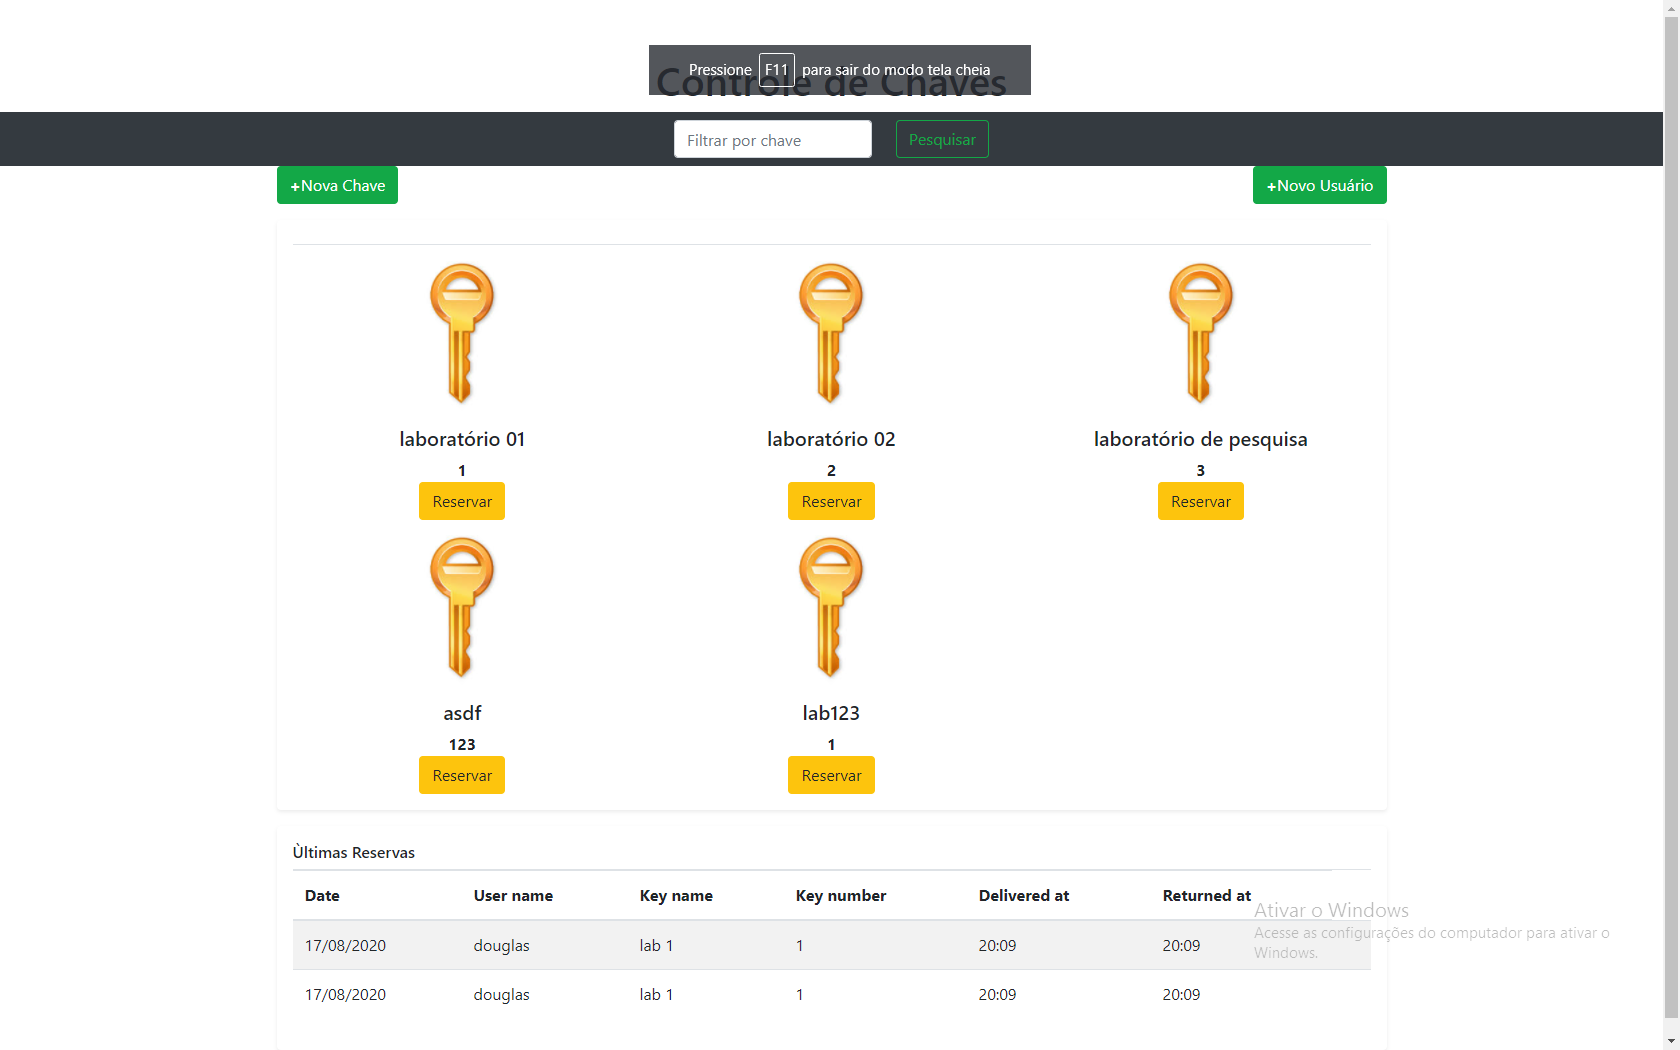 Pressione F11 para sair do modo tela cheia
Controle de Chaves
Filtrar por chave Pesquisar
+Nova Chave +Novo Usuário
laboratório 01 laboratório 02 laboratório de pesquisa
1 2 3
Reservar Reservar Reservar
asdf lab123
123 1
Reservar Reservar
Ùltimas Reservas
Date User name Key name Key number Delivered at Returned at
17/08/2020 douglas lab 1 1 20:09 20:09
17/08/2020 douglas lab 1 1 20:09 20:09
Ativar o Windows
Acesse as configurações do computador para ativar o
Windows.